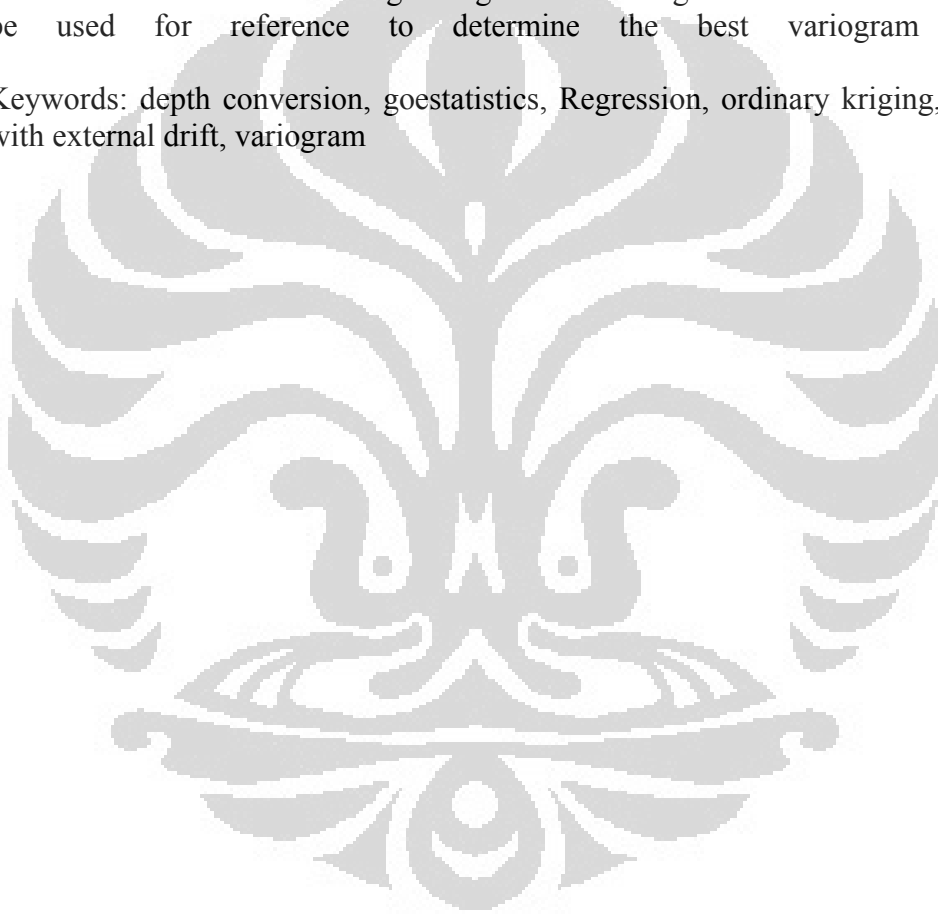 be used for reference to determine the best variogram
Keywords: depth conversion, goestatistics, Regression, ordinary kriging,
with external drift, variogram